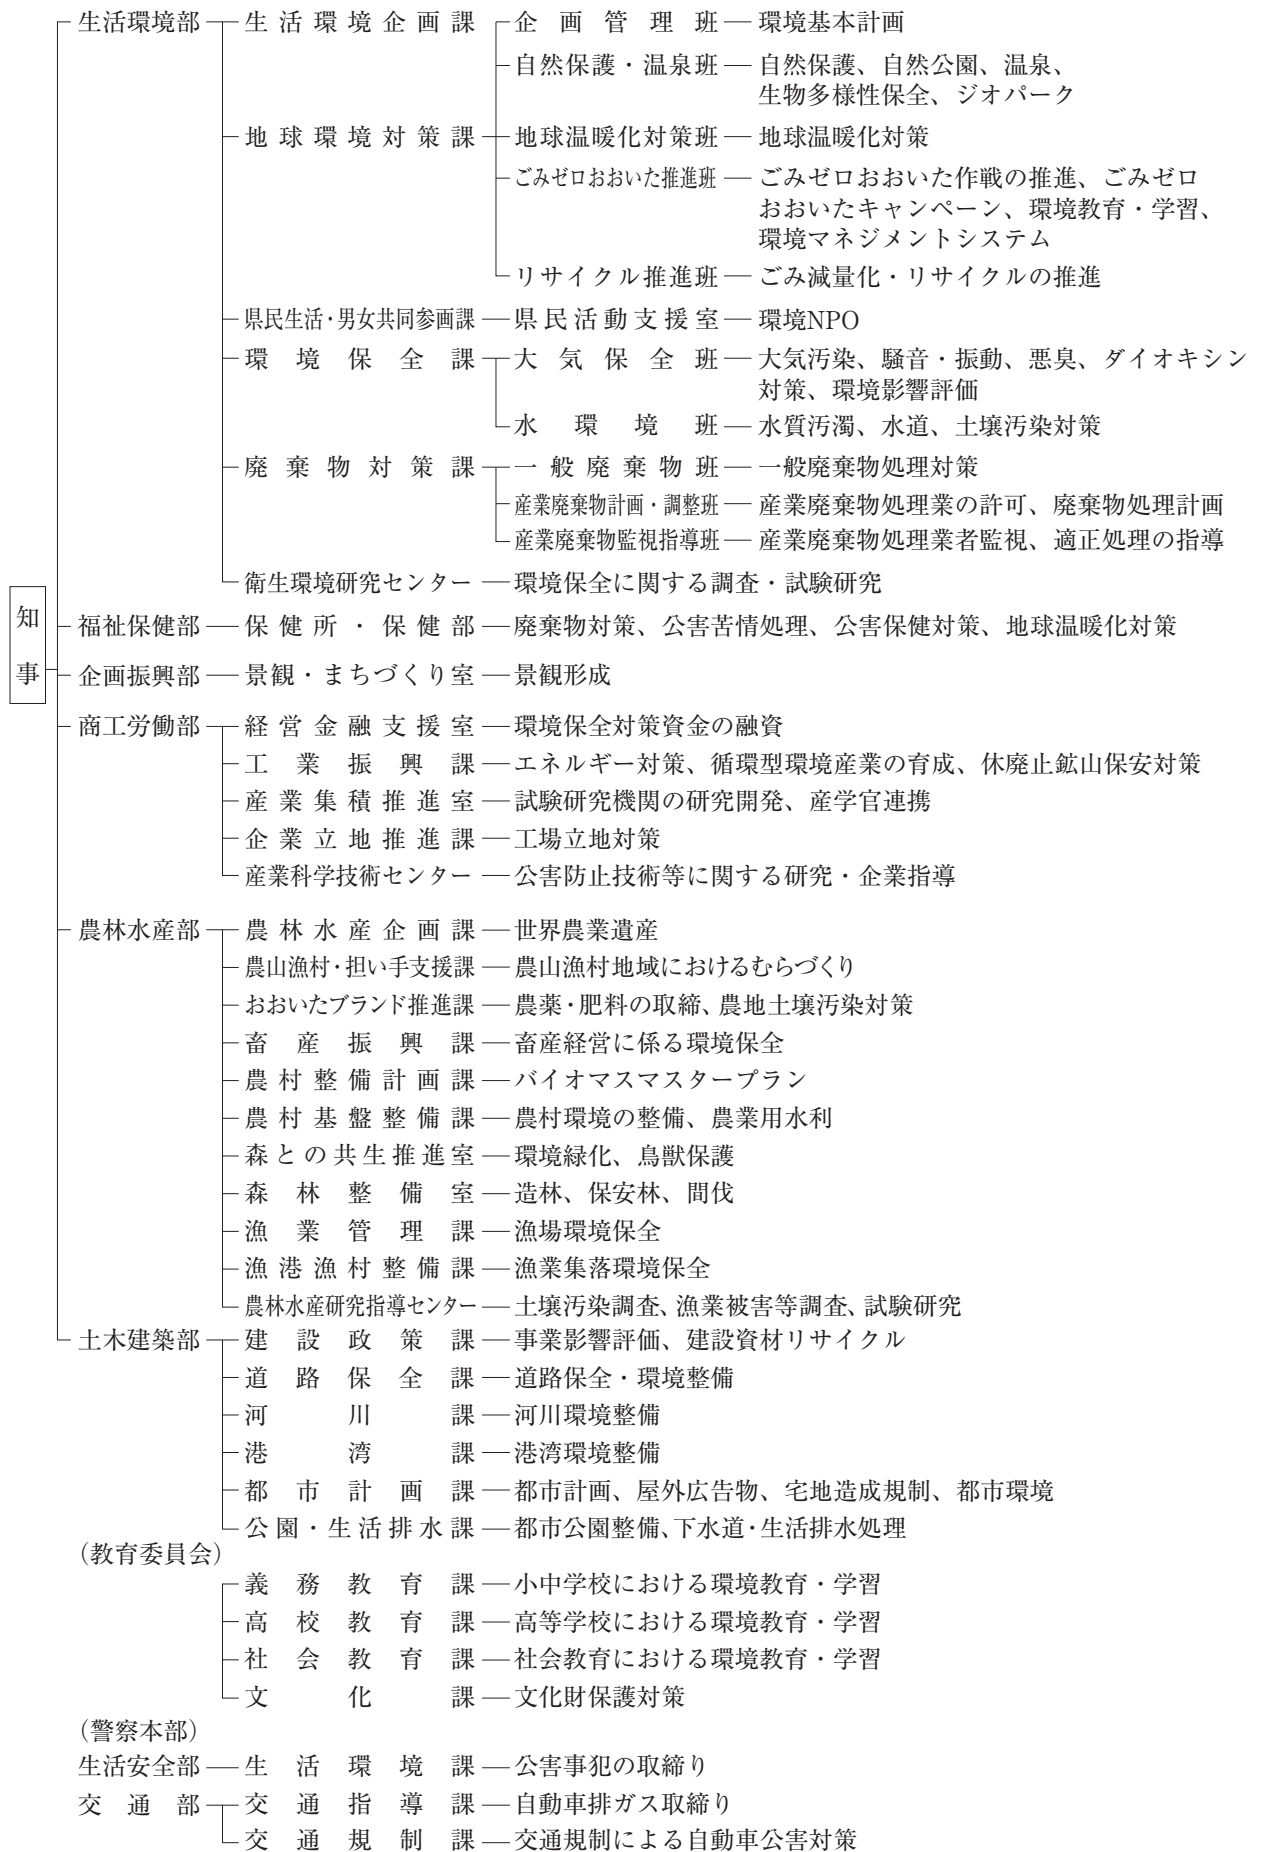 生活環境部 生活環境企画課 企画管理班 環境基本計画
自然保護・温泉班 自然保護、自然公園、温泉、
生物多様性保全、ジオパーク
地球環境対策課 地球温暖化対策班 地球温暖化対策
ごみゼロおおいた推進班 ごみゼロおおいた作戦の推進、ごみゼロ
おおいたキャンペーン、環境教育・学習、
環境マネジメントシステム
リサイクル推進班 ごみ減量化・リサイクルの推進
県民生活・男女共同参画課 県民活動支援室 環境NPO
環境保全課 大気保全班 大気汚染、騒音・振動、悪臭、ダイオキシン
対策、環境影響評価
水環境班 水質汚濁、水道、土壌汚染対策
廃棄物対策課 一般廃棄物班 一般廃棄物処理対策
産業廃棄物計画・調整班 産業廃棄物処理業の許可、廃棄物処理計画
産業廃棄物監視指導班 産業廃棄物処理業者監視、適正処理の指導
衛生環境研究センター 環境保全に関する調査・試験研究
知事
福祉保健部 保健所・保健部 廃棄物対策、公害苦情処理、公害保健対策、地球温暖化対策
企画振興部 景観・まちづくり室 景観形成
商工労働部 経営金融支援室 環境保全対策資金の融資
工業振興課 エネルギー対策、循環型環境産業の育成、休廃止鉱山保安対策
産業集積推進室 試験研究機関の研究開発、産学官連携
企業立地推進課 工場立地対策
産業科学技術センター 公害防止技術等に関する研究・企業指導
農林水産部 農林水産企画課 世界農業遺産
農山漁村・担い手支援課 農山漁村地域におけるむらづくり
おおいたブランド推進課 農薬・肥料の取締、農地土壌汚染対策
畜産振興課 畜産経営に係る環境保全
農村整備計画課 バイオマスマスタープラン
農村基盤整備課 農村環境の整備、農業用水利
森との共生推進室 環境緑化、鳥獣保護
森林整備室 造林、保安林、間伐
漁業管理課 漁場環境保全
漁港漁村整備課 漁業集落環境保全
農林水産研究指導センター 土壌汚染調査、漁業被害等調査、試験研究
土木建築部 建設政策課 事業影響評価、建設資材リサイクル
道路保全課 道路保全・環境整備
河川課 河川環境整備
港湾課 港湾環境整備
都市計画課 都市計画、屋外広告物、宅地造成規制、都市環境
公園・生活排水課 都市公園整備、下水道・生活排水処理
（教育委員会）
義務教育課 小中学校における環境教育・学習
高校教育課 高等学校における環境教育・学習
社会教育課 社会教育における環境教育・学習
文化課 文化財保護対策
（警察本部）
生活安全部 生活環境課 公害事犯の取締り
交通部 交通指導課 自動車排ガス取締り
交通規制課 交通規制による自動車公害対策